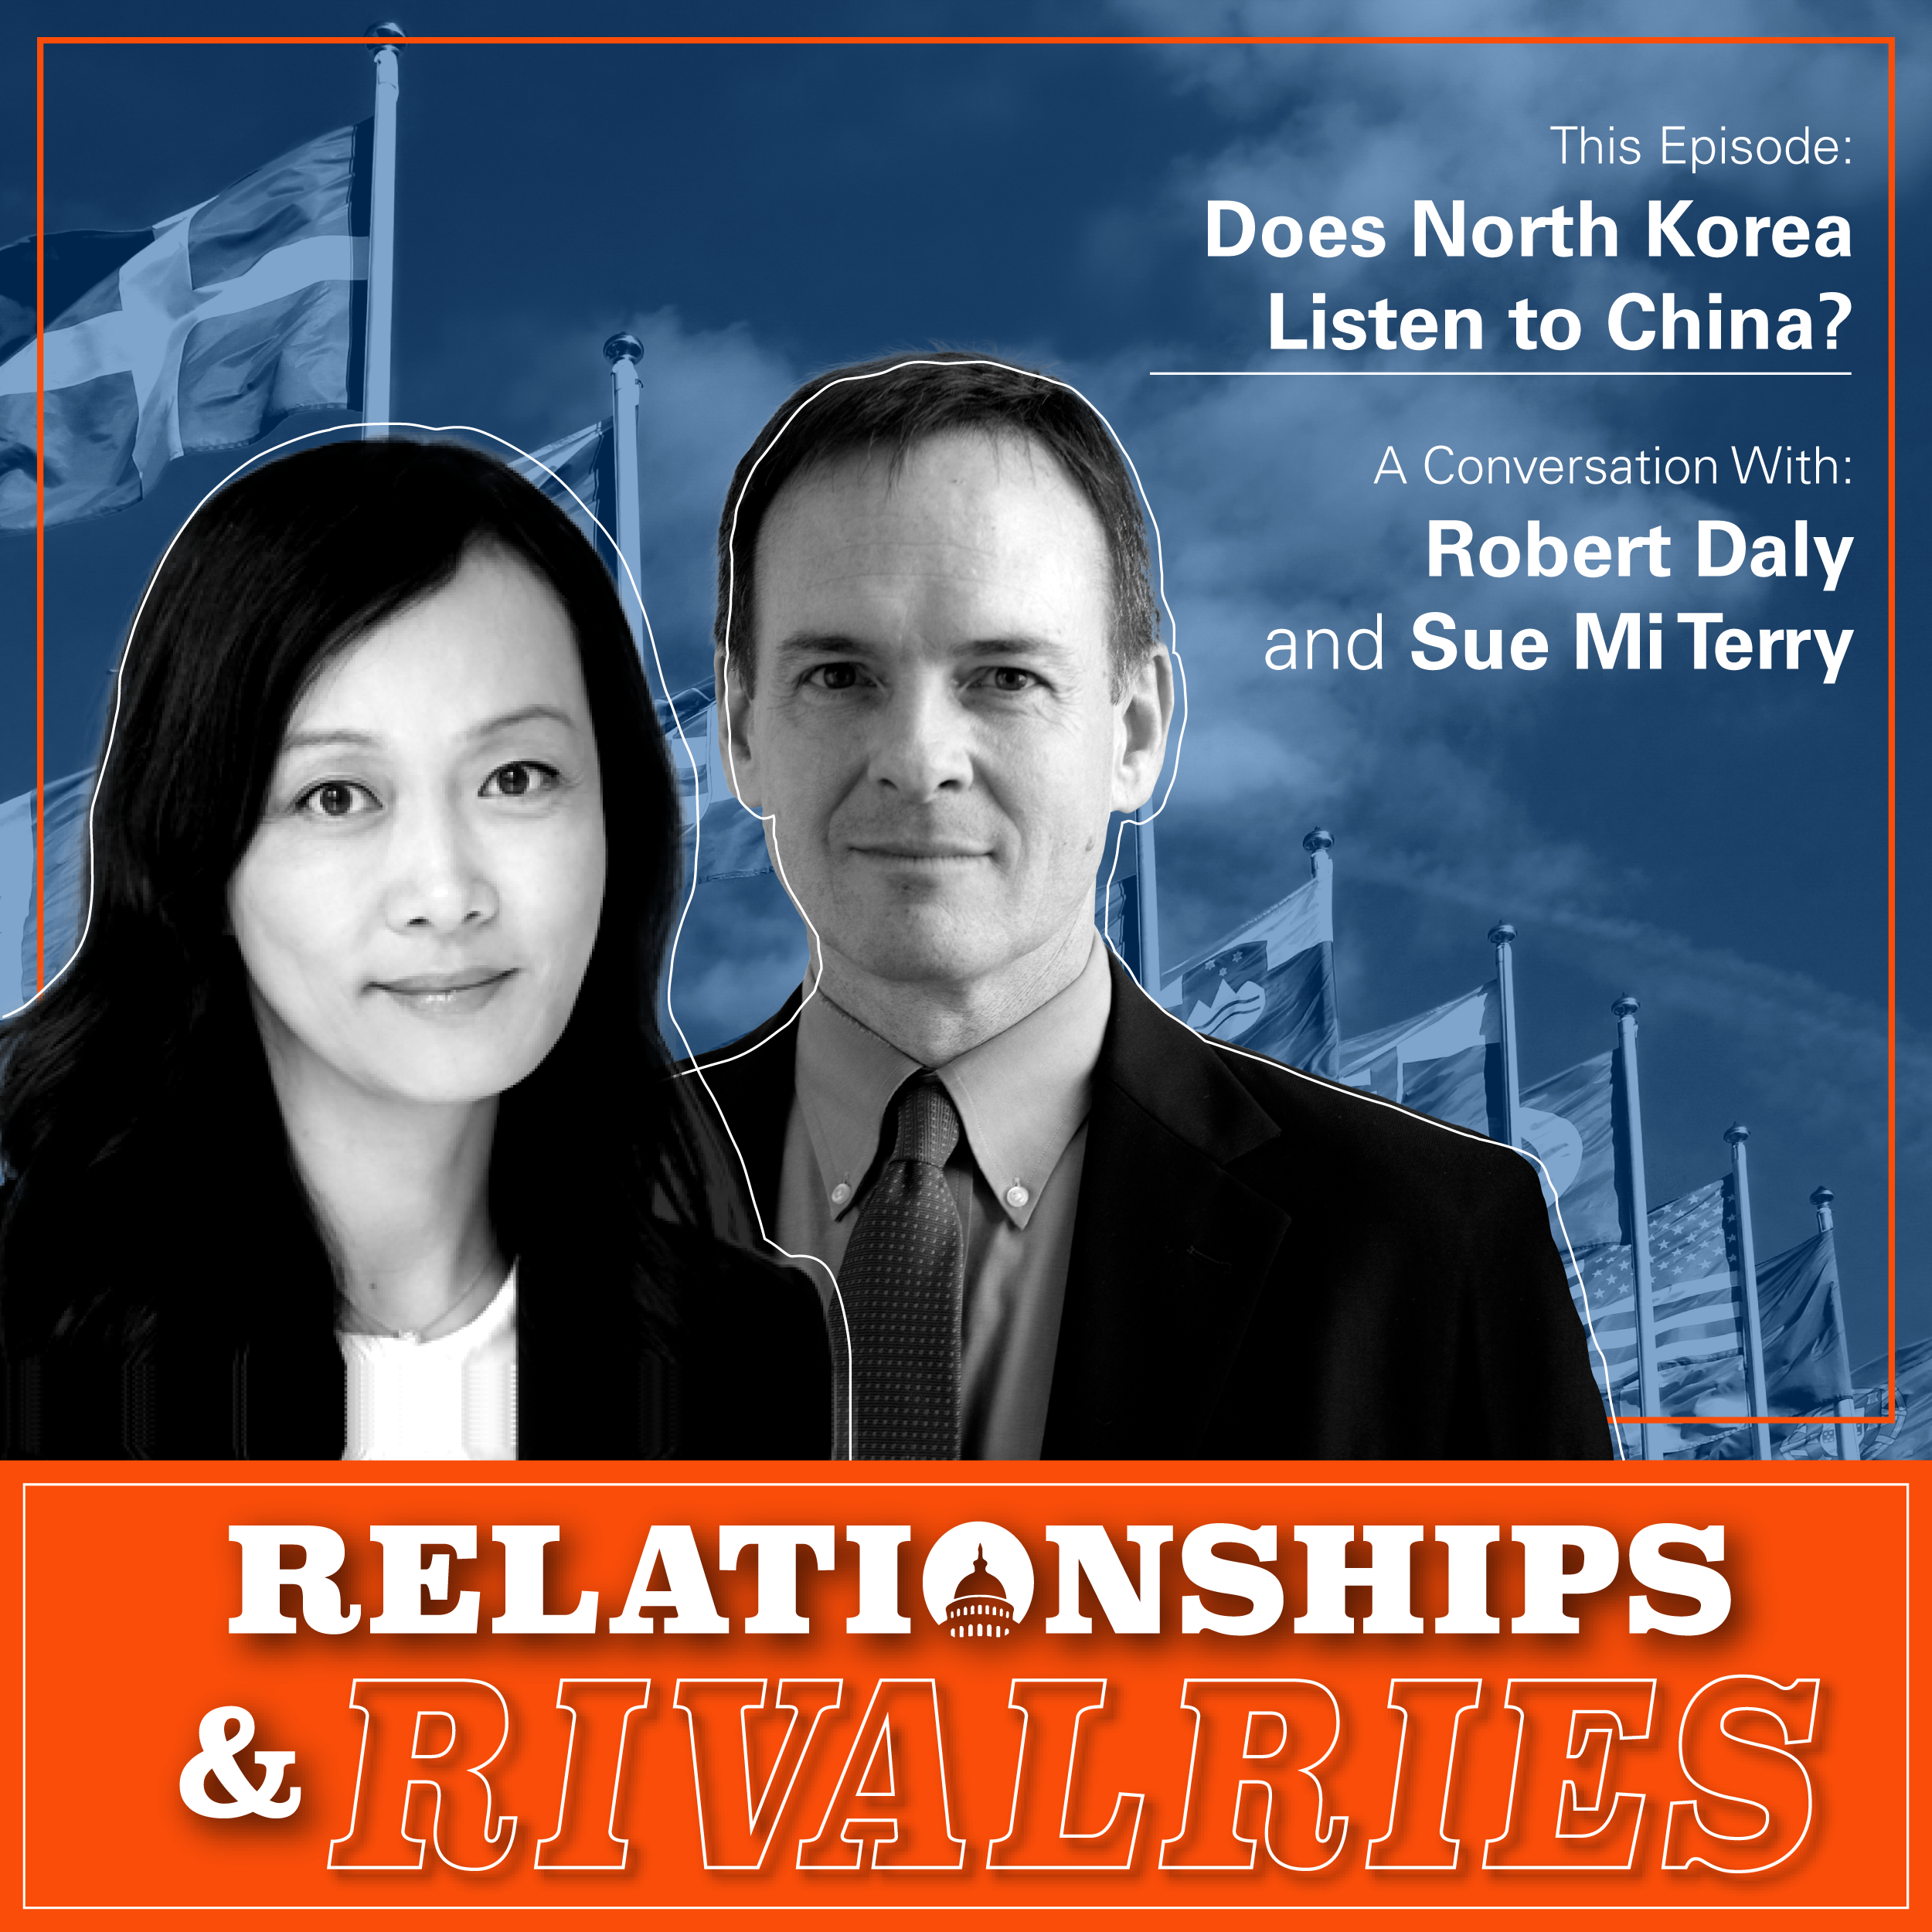 This Episode:
Does North Korea
Listen to China?
A Conversation With:
Robert Daly
and Sue Mi Terry
RELATIONSHIPS
& RIVALRIES